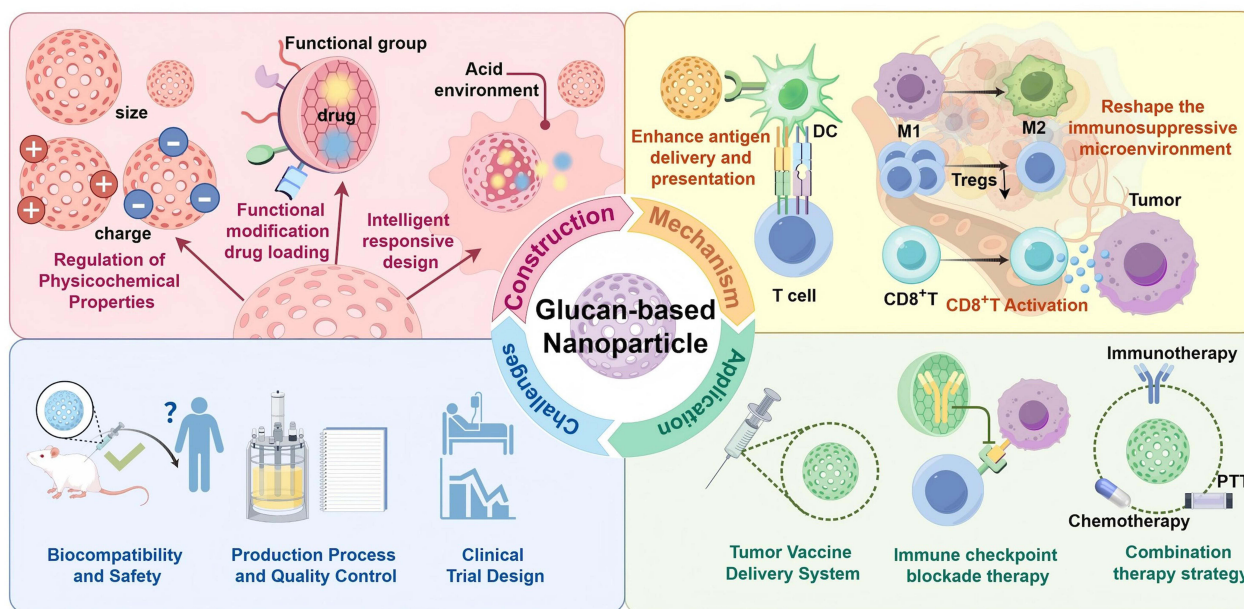 Functional group
Acid
environment
drug
size
+
-
+
-
+
-
charge
Functional
modification
drug loading
Intelligent
responsive
design
Regulation of
Physicochemical
Properties
Enhance antigen
delivery and
presentation
DC
T cell
M1
M2
Reshape the
immunosuppressive
microenvironment
Tregs
Tumor
CD8+T
CD8+T Activation
Construction
Mechanism
Glucan-based
Nanoparticle
Challenges
Application
?
Biocompatibility
and Safety
Production Process
and Quality Control
Clinical
Trial Design
Immunotherapy
PTT
Chemotherapy
Tumor Vaccine
Delivery System
Immune checkpoint
blockade therapy
Combination
therapy strategy